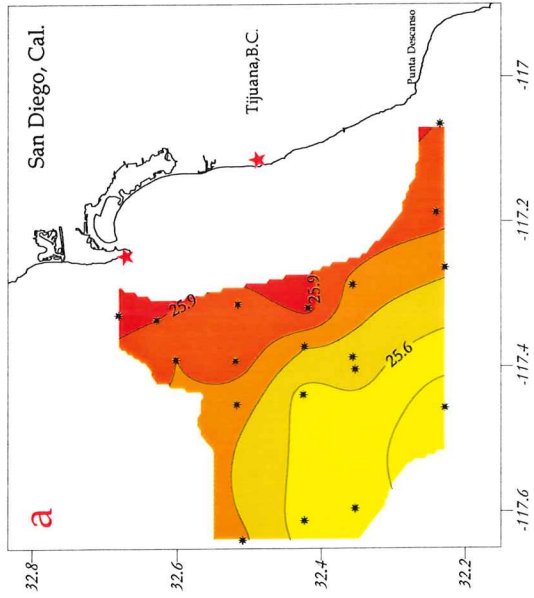 a
San Diego, Cal.
Tijuana,B.C.
Punta Descanso
25.9
25.9
25.6
32.8
32.6
32.4
32.2
-117.6
-117.4
-117.2
-117